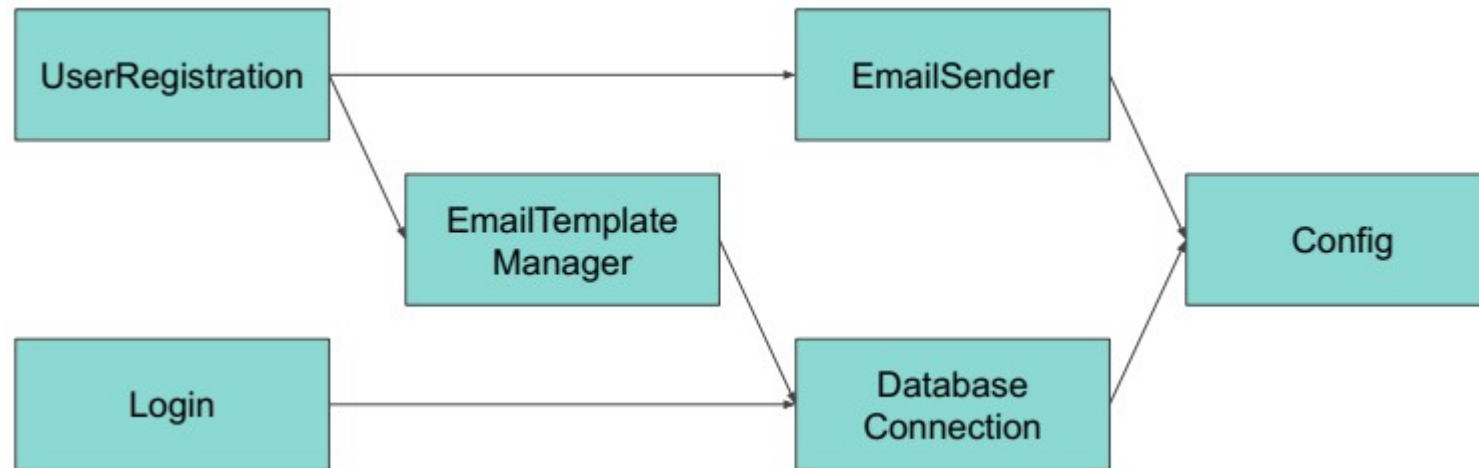 UserRegistration
EmailSender
EmailTemplate
Manager
Config
Login
Database
Connection